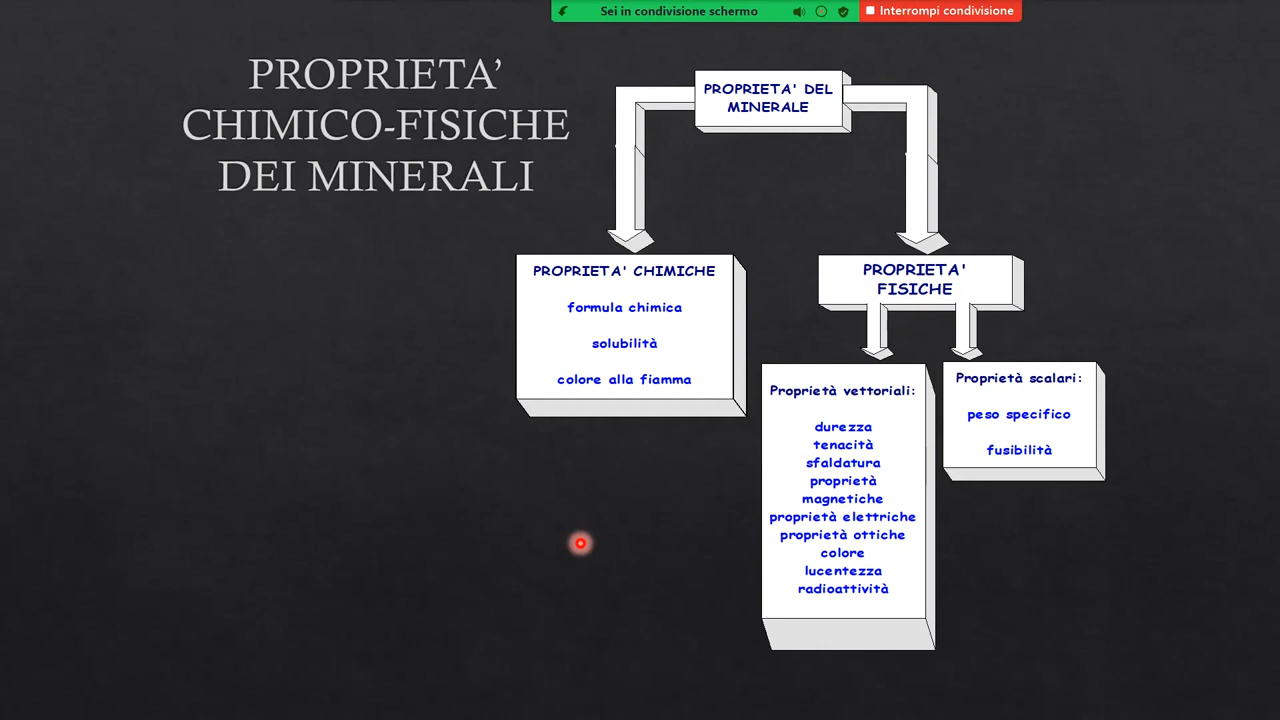 Sei in condivisione schermo
Interrompi condivisione
PROPRIETA’
CHIMICO-FISICHE
DEI MINERALI
PROPRIETA' DEL
MINERALE
PROPRIETA' CHIMICHE
formula chimica
solubilità
colore alla fiamma
PROPRIETA'
FISICHE
Proprietà vettoriali:
durezza
tenacità
sfaldatura
proprietà
magnetiche
proprietà elettriche
proprietà ottiche
colore
lucentezza
radioattività
Proprietà scalari:
peso specifico
fusibilità